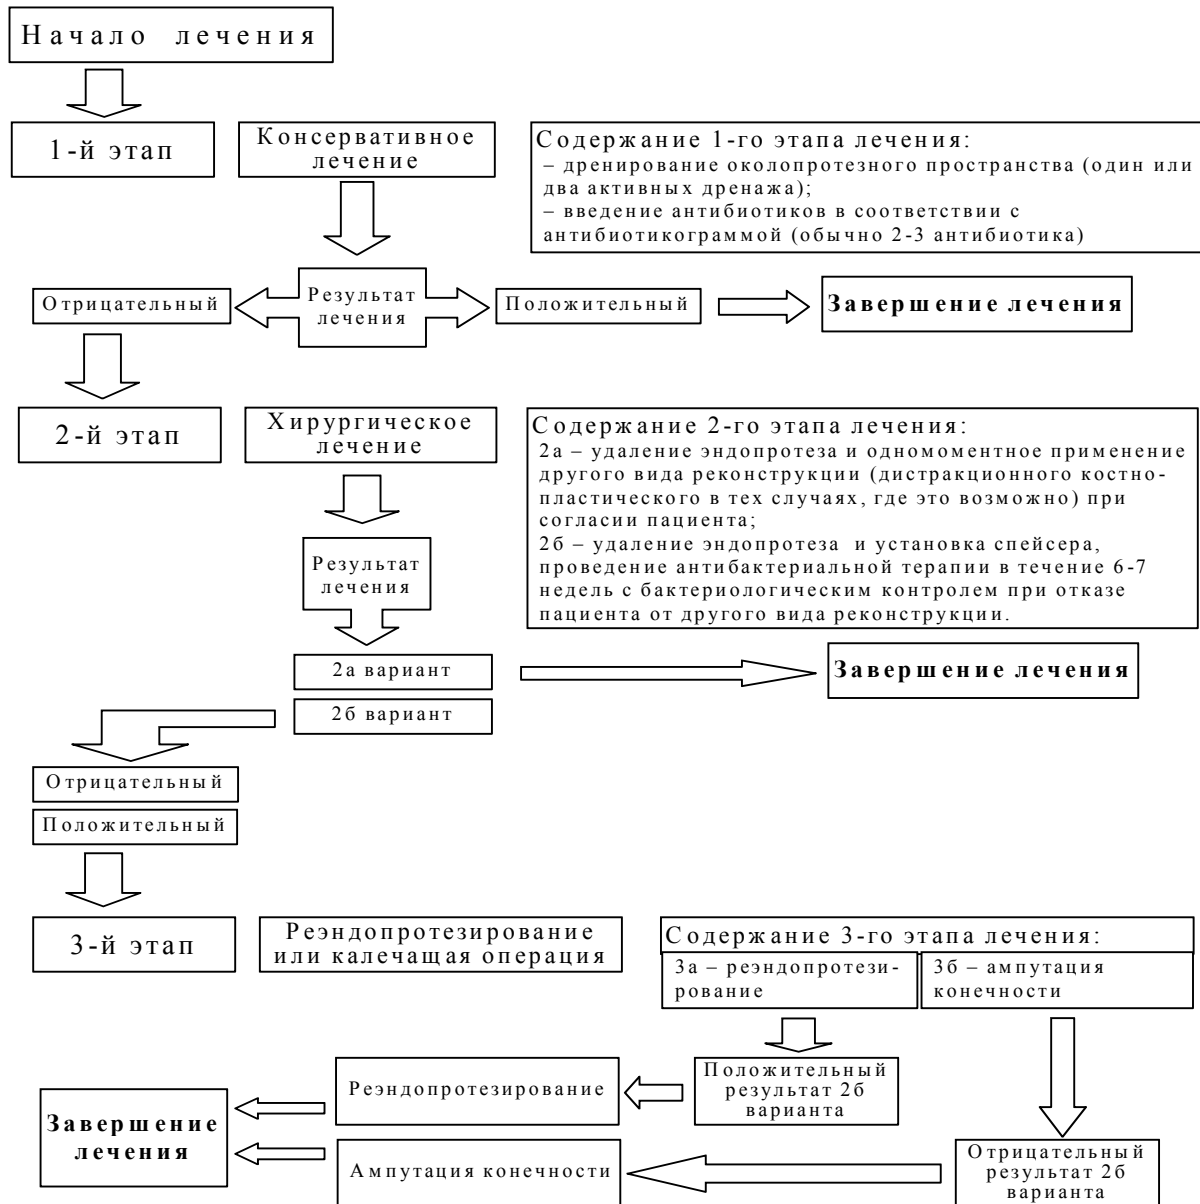 Начало лечения
1-й этап
Консервативное
лечение
Содержание 1-го этапа лечения:
– дренирование околопротезного пространства (один или
два активных дренажа);
– введение антибиотиков в соответствии с
антибиотикограммой (обычно 2-3 антибиотика)
Отрицательный
Результат
лечения
Положительный
Завершение лечения
2-й этап
Хирургическое
лечение
Содержание 2-го этапа лечения:
2а – удаление эндопротеза и одномоментное применение
другого вида реконструкции (дистракционного костно-
пластического в тех случаях, где это возможно) при
согласии пациента;
2б – удаление эндопротеза и установка спейсера,
проведение антибактериальной терапии в течение 6-7
недель с бактериологическим контролем при отказе
пациента от другого вида реконструкции.
Результат
лечения
2а вариант
Завершение лечения
2б вариант
Отрицательный
Положительный
3-й этап
Реэндопротезирование
или калечащая операция
Содержание 3-го этапа лечения:
3а – реэндопротези-
рование
3б – ампутация
конечности
Положительный
результат 2б
варианта
Реэндопротезирование
Завершение
лечения
Ампутация конечности
Отрицательный
результат 2б
варианта